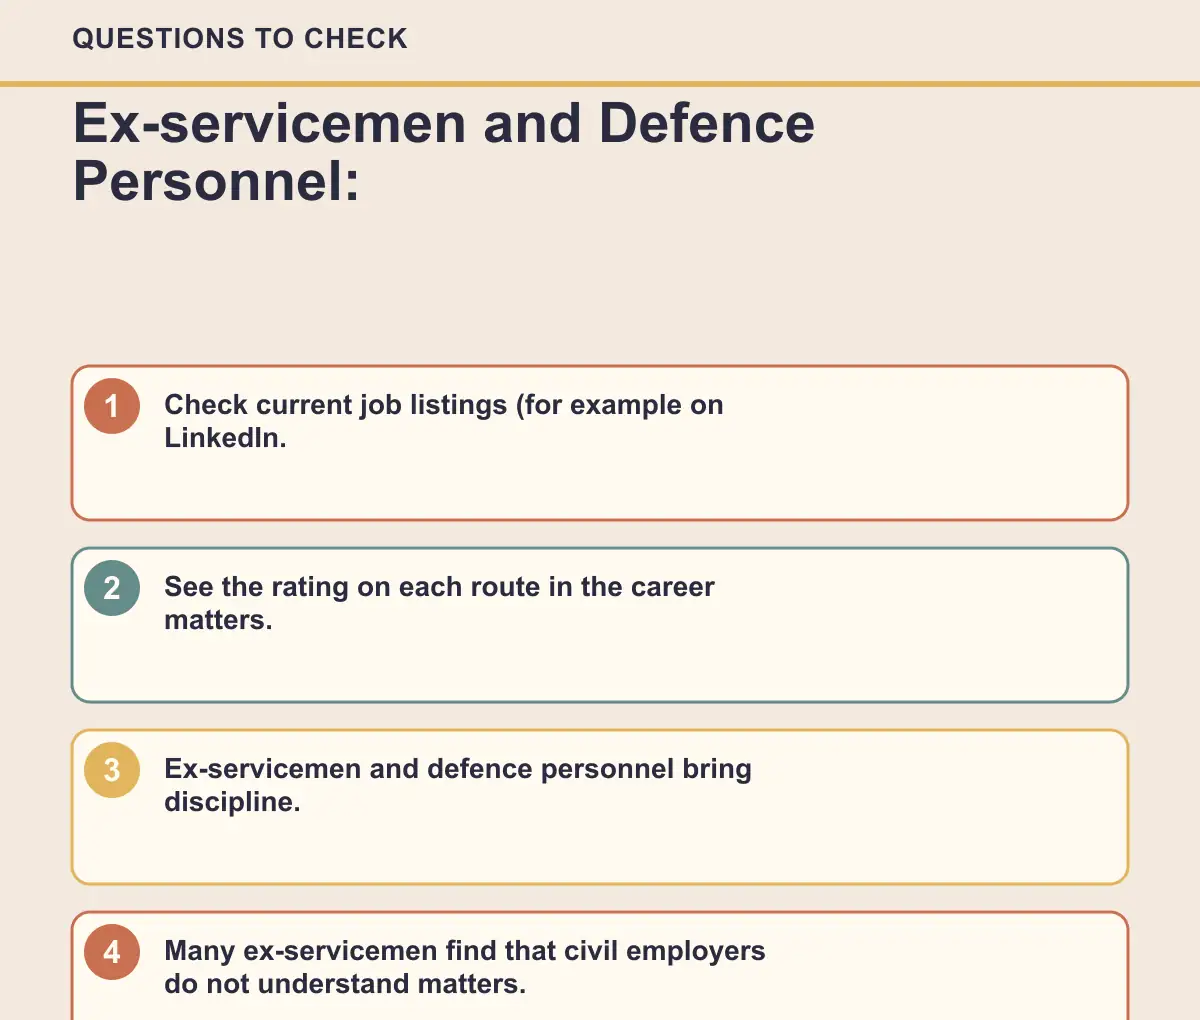 QUESTIONS TO CHECK
Ex-servicemen and Defence
Personnel:
1
Check current job listings (for example on
LinkedIn.
2
See the rating on each route in the career
matters.
3
Ex-servicemen and defence personnel bring
discipline.
4
Many ex-servicemen find that civil employers
do not understand matters.